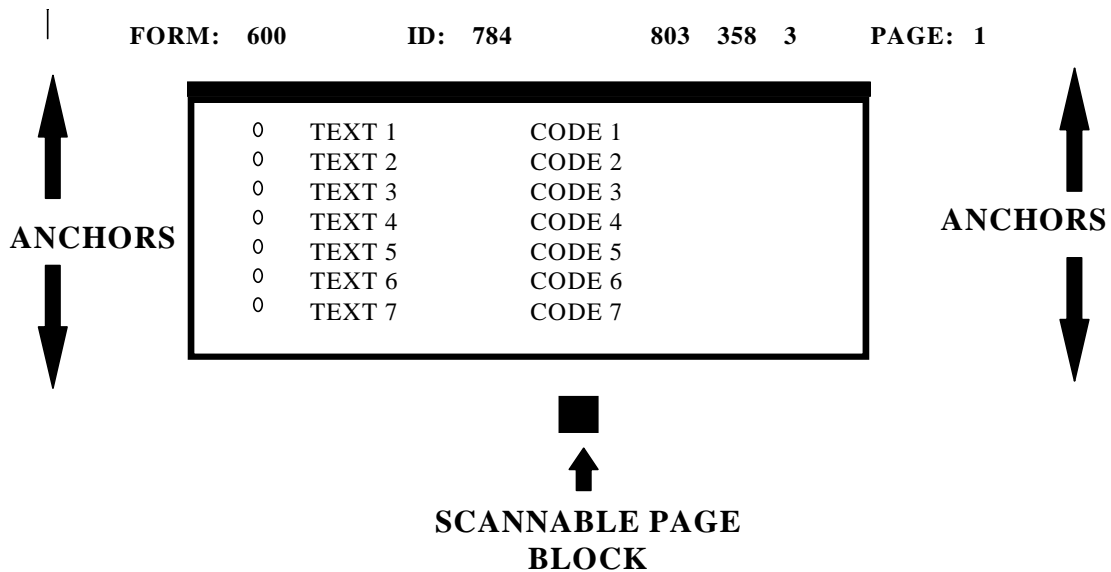 FORM: 600 ID: 784 803 358 3 PAGE: 1
TEXT 1 CODE 1
TEXT 2 CODE 2
TEXT 3 CODE 3
TEXT 4 CODE 4
TEXT 5 CODE 5
TEXT 6 CODE 6
TEXT 7 CODE 7
ANCHORS
ANCHORS
SCANNABLE PAGE
BLOCK